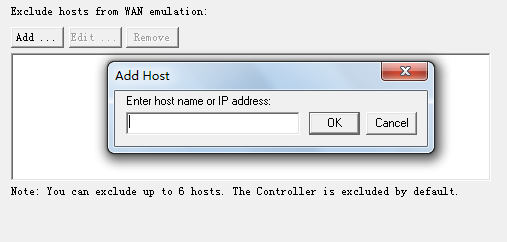 Exclude hosts from WAN emulation:
Add ... Edit ... Remove
Add Host
Enter host name or IP address:
OK Cancel
Note: You can exclude up to 6 hosts. The Controller is excluded by default.